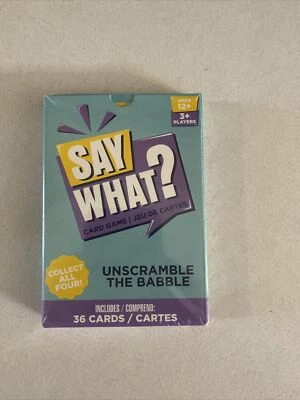 AGES
12+
3+
PLAYERS
SAY
WHAT?
CARD GAME | JEU DE CARTES
COLLECT
ALL
FOUR!
UNSCRAMBLE
THE BABBLE
INCLUDES / COMPREND:
36 CARDS / CARTES